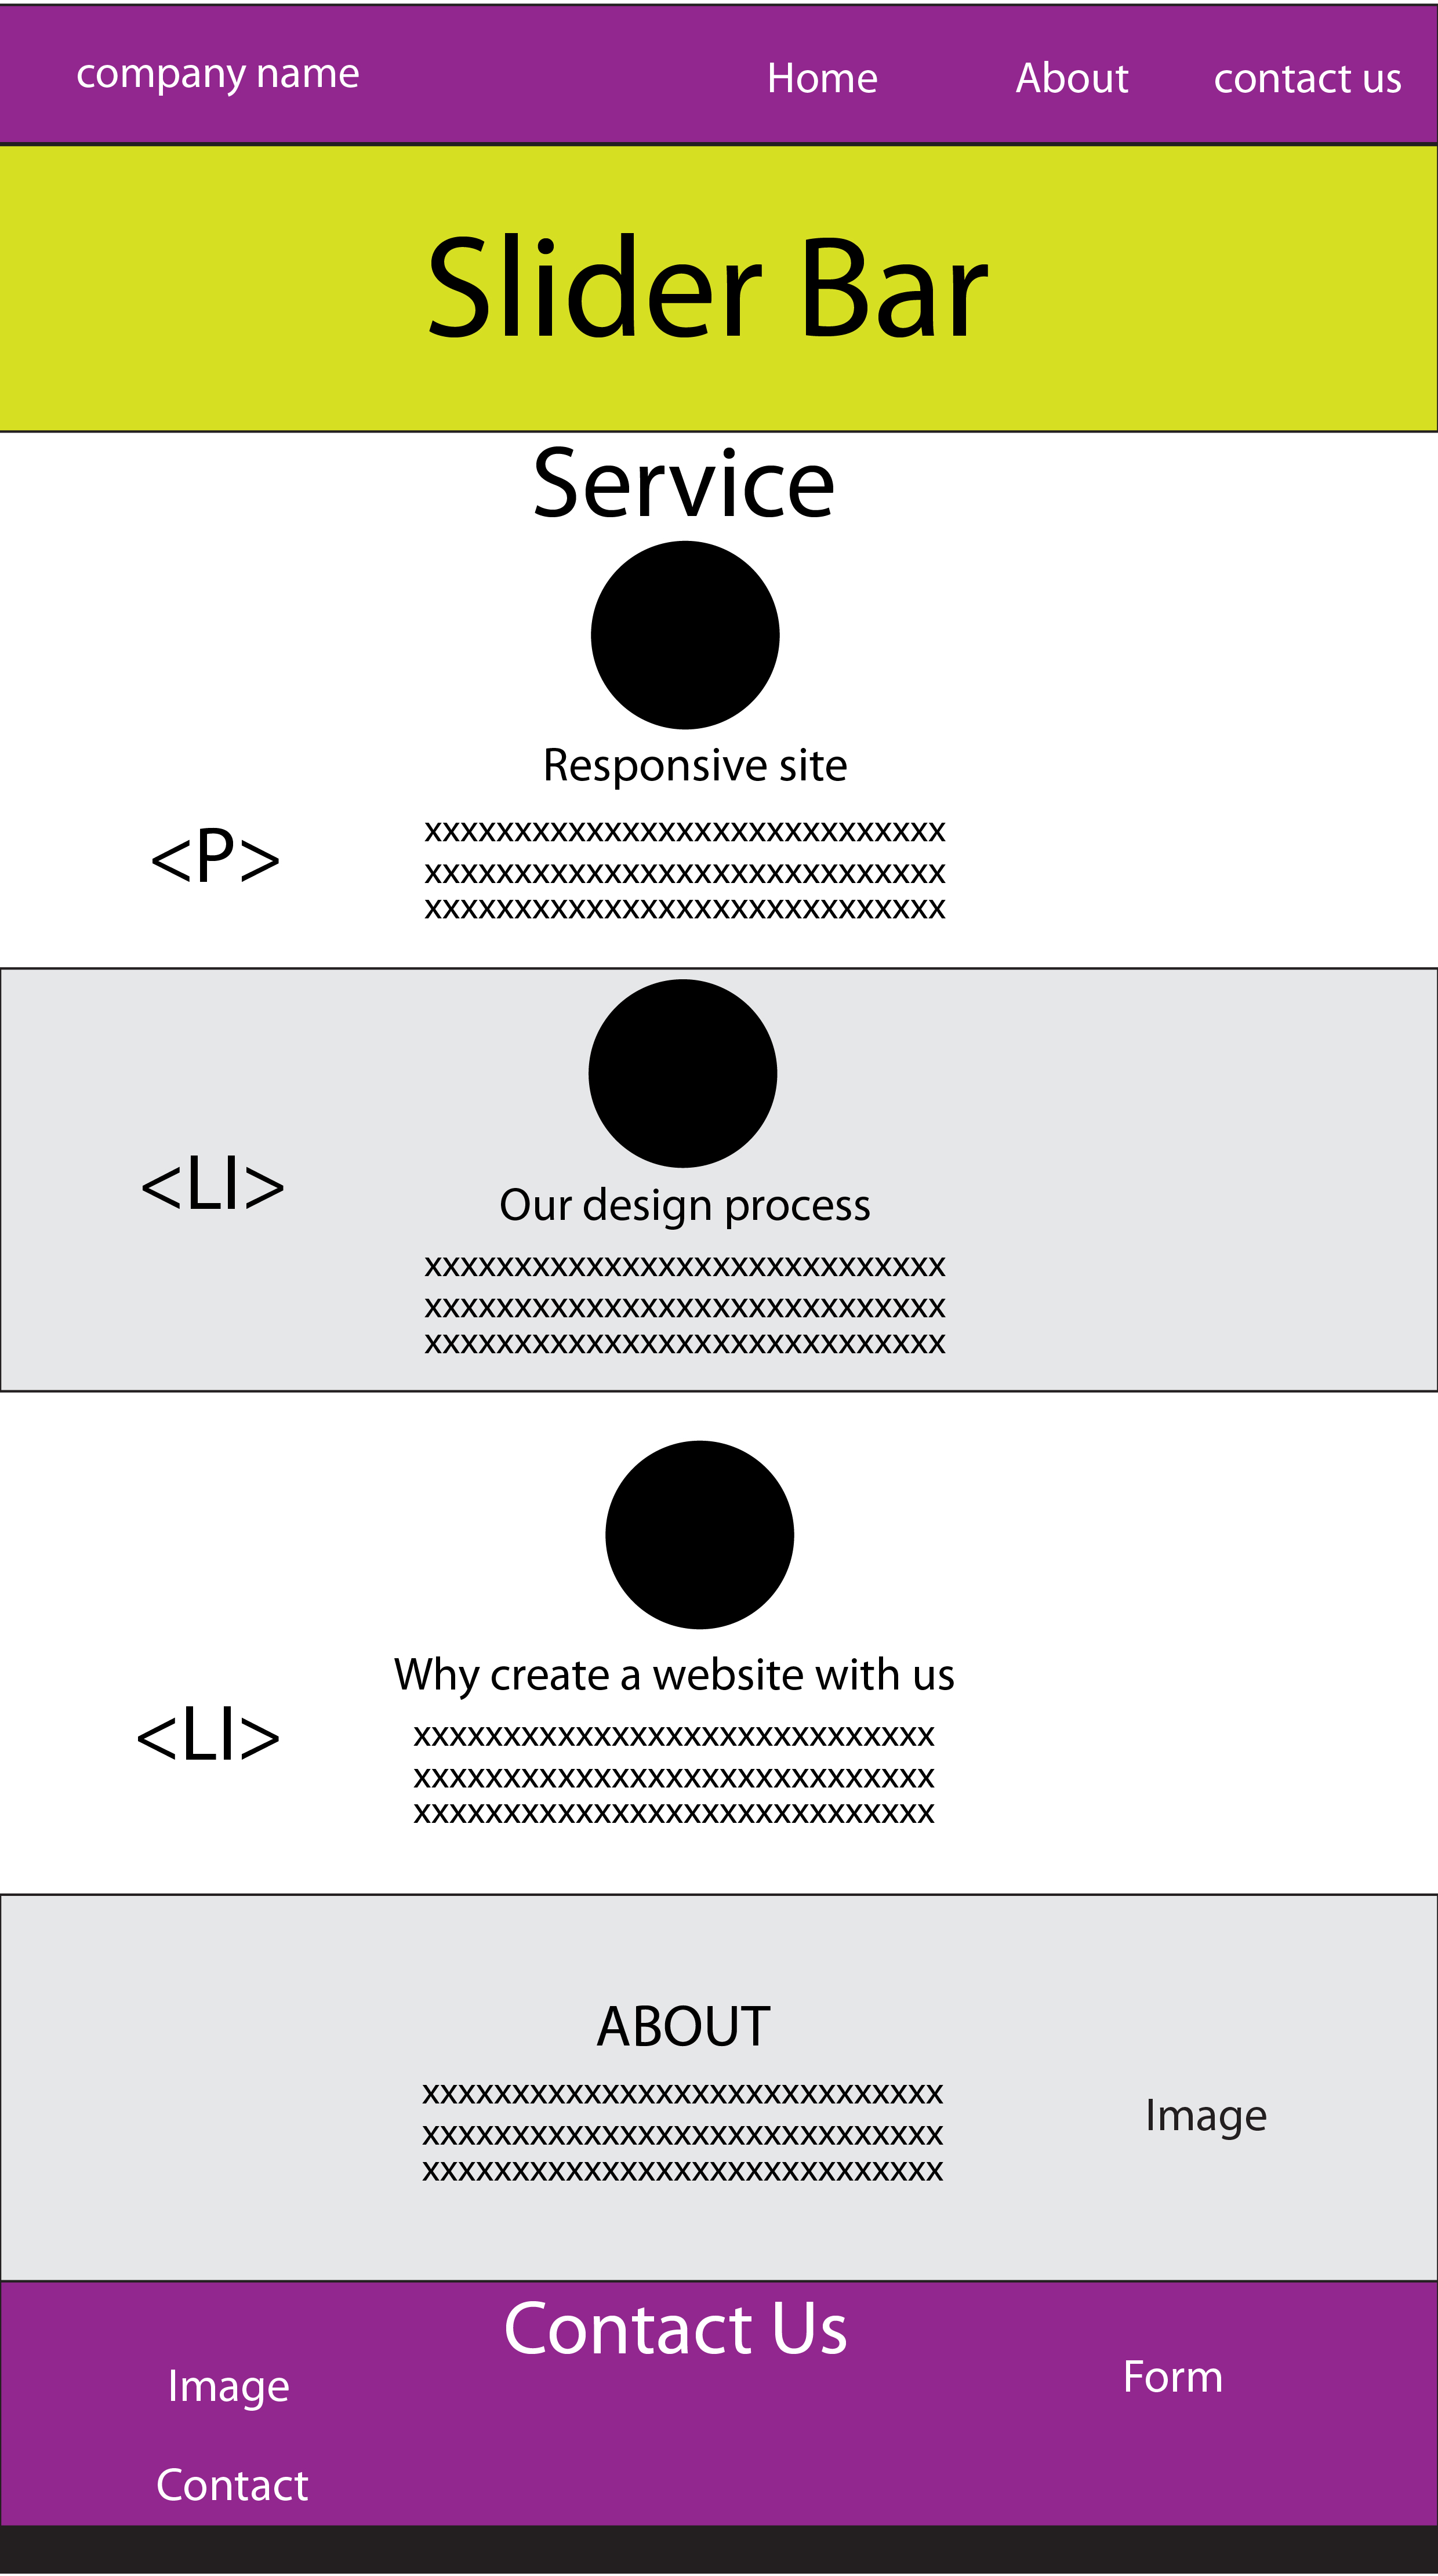 company name Home About contact us
Slider Bar
Service
Responsive site
xxxxxxxxxxxxxxxxxxxxxxxxxxxxx
<P>
xxxxxxxxxxxxxxxxxxxxxxxxxxxxx
xxxxxxxxxxxxxxxxxxxxxxxxxxxxx
<LI>
Our design process
xxxxxxxxxxxxxxxxxxxxxxxxxxxxx
xxxxxxxxxxxxxxxxxxxxxxxxxxxxx
xxxxxxxxxxxxxxxxxxxxxxxxxxxxx
Why create a website with us
<LI>
xxxxxxxxxxxxxxxxxxxxxxxxxxxxx
xxxxxxxxxxxxxxxxxxxxxxxxxxxxx
xxxxxxxxxxxxxxxxxxxxxxxxxxxxx
ABOUT
xxxxxxxxxxxxxxxxxxxxxxxxxxxxx
Image
xxxxxxxxxxxxxxxxxxxxxxxxxxxxx
xxxxxxxxxxxxxxxxxxxxxxxxxxxxx
Contact Us
Image
Form
Contact